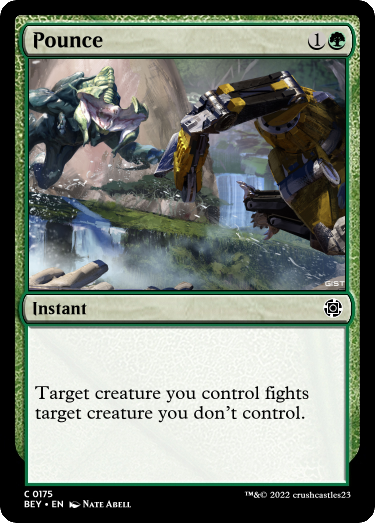 Pounce 1
GIST
Instant
Target creature you control fights
target creature you don't control.
C 0175
BEY • EN Nate Abell
™&© 2022 crushcastles23